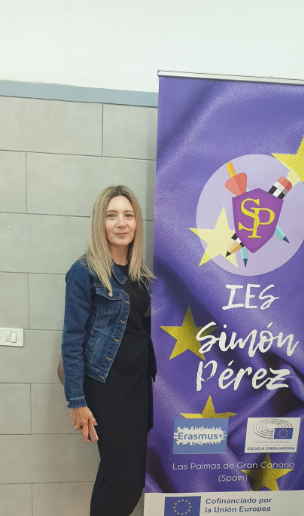 SP
IES
Simón
Pérez
Erasmus+
ESCUELA EMBAJADORA
Las Palmas de Gran Canaria
(Spain)
Cofinanciado por
la Unión Europea